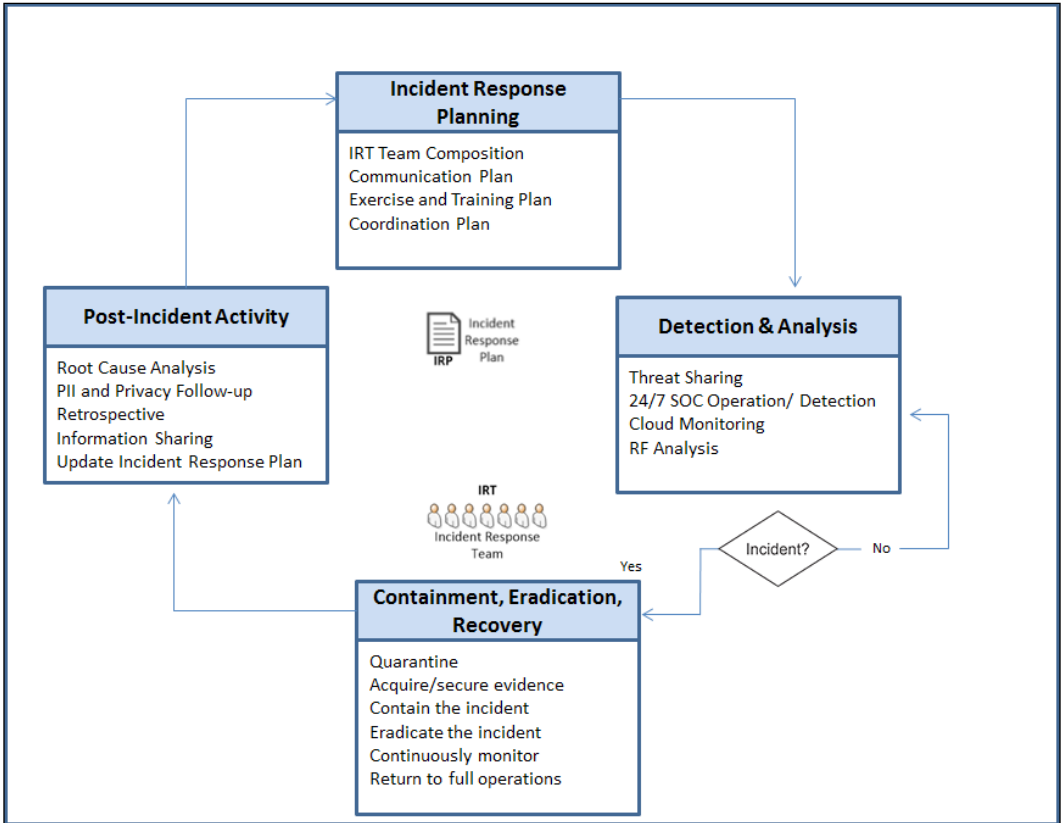 Incident Response
Planning
IRT Team Composition
Communication Plan
Exercise and Training Plan
Coordination Plan
Post-Incident Activity
Root Cause Analysis
PII and Privacy Follow-up
Retrospective
Information Sharing
Update Incident Response Plan
Incident
Response
Plan
IRP
Detection & Analysis
Threat Sharing
24/7 SOC Operation/ Detection
Cloud Monitoring
RF Analysis
IRT
Incident Response
Team
Incident?
No
Yes
Containment, Eradication,
Recovery
Quarantine
Acquire/secure evidence
Contain the incident
Eradicate the incident
Continuously monitor
Return to full operations